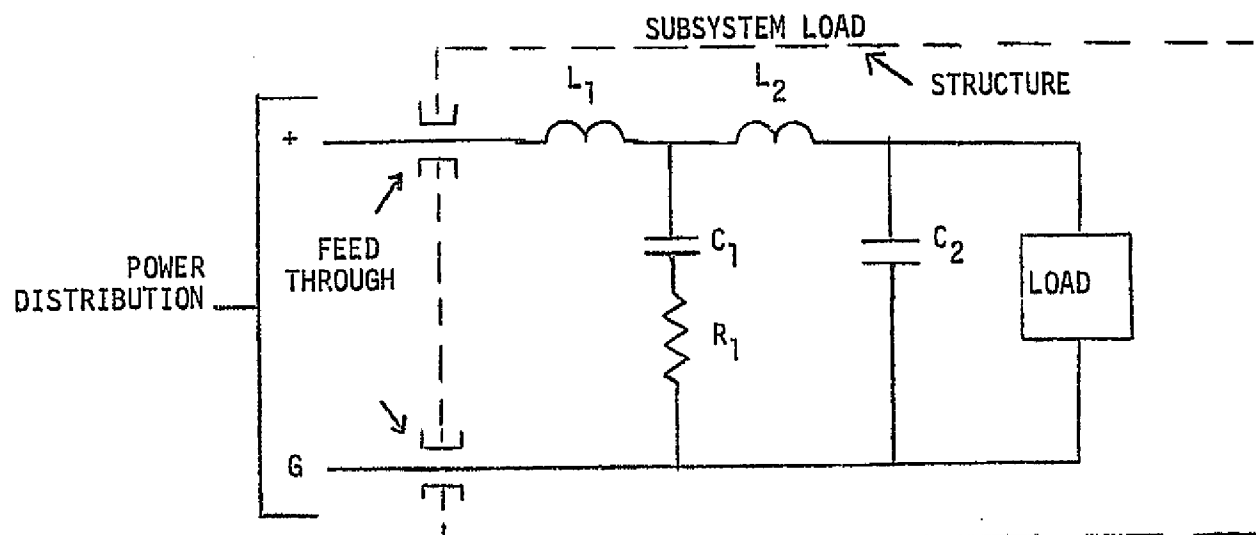 SUBSYSTEM LOAD
STRUCTURE
L1
L2
+
C1
C2
FEED
THROUGH
POWER
DISTRIBUTION
LOAD
R1
G